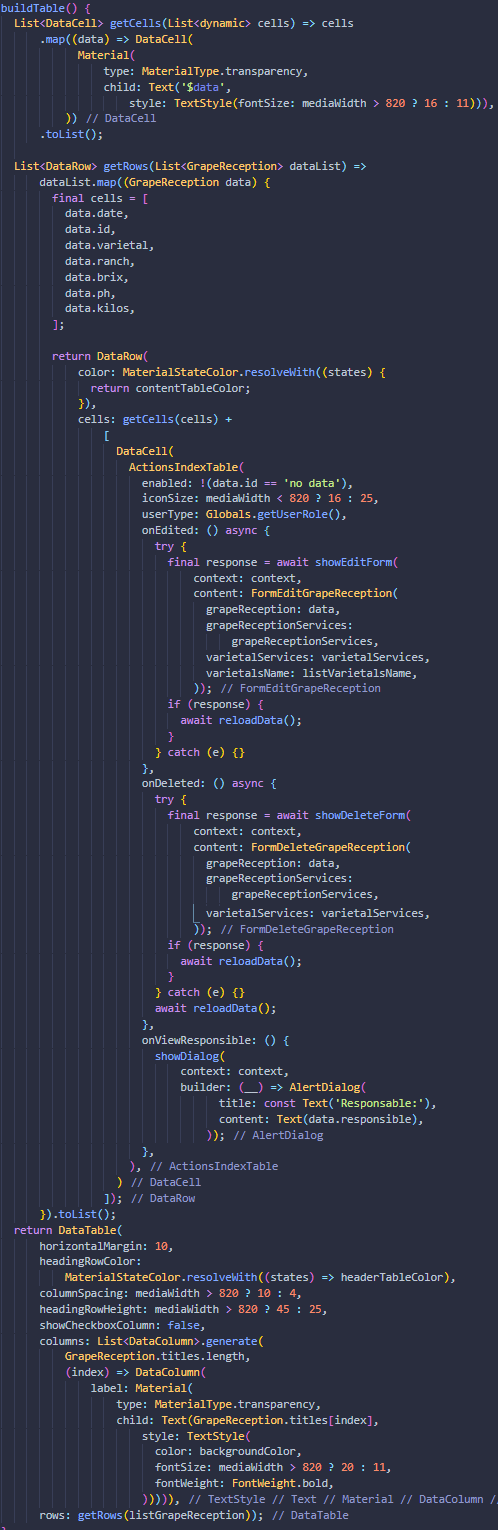 buildTable() {
  List<DataCell> getCells(List<dynamic> cells) => cells
      .map((data) => DataCell(
            Material(
                type: MaterialType.transparency,
                child: Text('$data',
                    style: TextStyle(fontSize: mediaWidth > 820 ? 16 : 11))),
          )) // DataCell
      .toList();

  List<DataRow> getRows(List<GrapeReception> dataList) =>
      dataList.map((GrapeReception data) {
        final cells = [
          data.date,
          data.id,
          data.varietal,
          data.ranch,
          data.brix,
          data.ph,
          data.kilos,
        ];

        return DataRow(
            color: MaterialStateColor.resolveWith((states) {
              return contentTableColor;
            }),
            cells: getCells(cells) +
                [
                  DataCell(
                    ActionsIndexTable(
                      enabled: !(data.id == 'no data'),
                      iconSize: mediaWidth < 820 ? 16 : 25,
                      userType: Globals.getUserRole(),
                      onEdited: () async {
                        try {
                          final response = await showEditForm(
                              context: context,
                              content: FormEditGrapeReception(
                                grapeReception: data,
                                grapeReceptionServices:
                                    grapeReceptionServices,
                                varietalServices: varietalServices,
                                varietalsName: listVarietalsName,
                              )); // FormEditGrapeReception
                          if (response) {
                            await reloadData();
                          }
                        } catch (e) {}
                      },
                      onDeleted: () async {
                        try {
                          final response = await showDeleteForm(
                              context: context,
                              content: FormDeleteGrapeReception(
                                grapeReception: data,
                                grapeReceptionServices:
                                    grapeReceptionServices,
                                varietalServices: varietalServices,
                              )); // FormDeleteGrapeReception
                          if (response) {
                            await reloadData();
                          }
                        } catch (e) {}
                        await reloadData();
                      },
                      onViewResponsible: () {
                        showDialog(
                            context: context,
                            builder: (__) => AlertDialog(
                                  title: const Text('Responsable:'),
                                  content: Text(data.responsible),
                                )); // AlertDialog
                      },
                    ), // ActionsIndexTable
                  ) // DataCell
                ]); // DataRow
      }).toList();
  return DataTable(
      horizontalMargin: 10,
      headingRowColor:
          MaterialStateColor.resolveWith((states) => headerTableColor),
      columnSpacing: mediaWidth > 820 ? 10 : 4,
      headingRowHeight: mediaWidth > 820 ? 45 : 25,
      showCheckboxColumn: false,
      columns: List<DataColumn>.generate(
          GrapeReception.titles.length,
          (index) => DataColumn(
              label: Material(
                  type: MaterialType.transparency,
                  child: Text(GrapeReception.titles[index],
                      style: TextStyle(
                        color: backgroundColor,
                        fontSize: mediaWidth > 820 ? 20 : 11,
                        fontWeight: FontWeight.bold,
                      ))))), // TextStyle // Text // Material // DataColumn /
      rows: getRows(listGrapeReception)); // DataTable